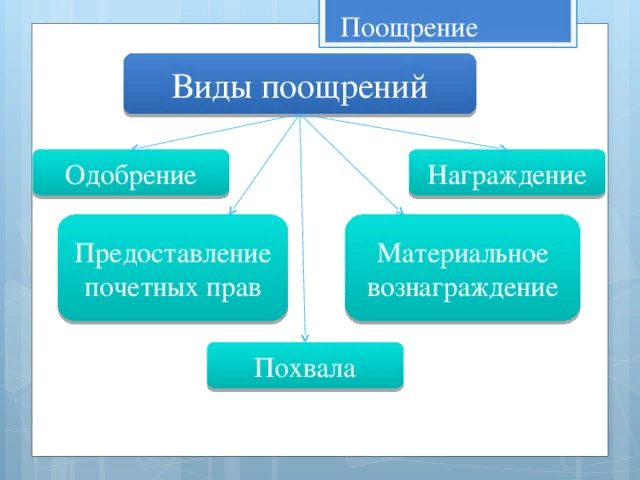 Поощрение
Виды поощрений
Одобрение
Награждение
Предоставление
почетных прав
Материальное
вознаграждение
Похвала